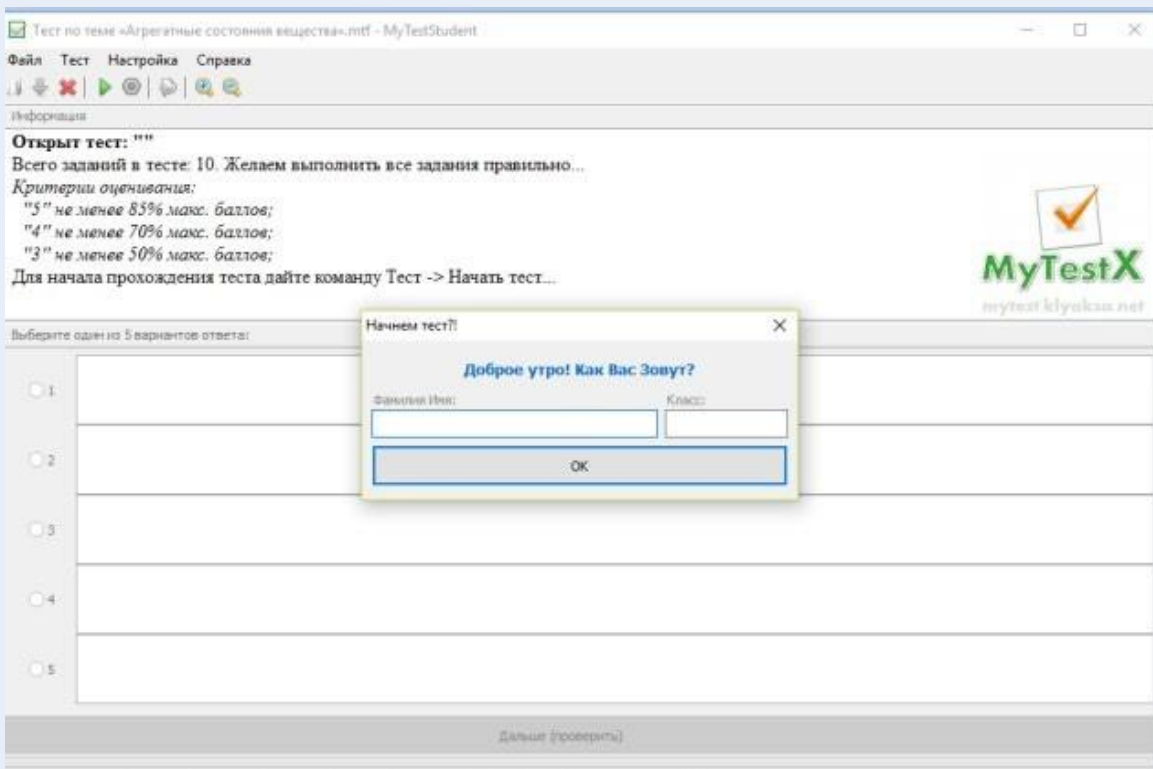 Тест по теме «Агрегатные состояния вещества».mtf - MyTestStudent
Файл Тест Настройка Справка
Информация
Открыт тест: ""
Всего заданий в тесте: 10. Желаем выполнить все задания правильно...
Критерии оценивания:
"5" не менее 85% макс. баллов;
"4" не менее 70% макс. баллов;
"3" не менее 50% макс. баллов;
Для начала прохождения теста дайте команду Тест -> Начать тест...
MyTestX
mytest.klyaksa.net
Выберите один из 5 вариантов ответа:
Начнем тест?!
Доброе утро! Как Вас Зовут?
Фамилия Имя: Класс:
OK
1
2
3
4
5
Дальше (проверить)